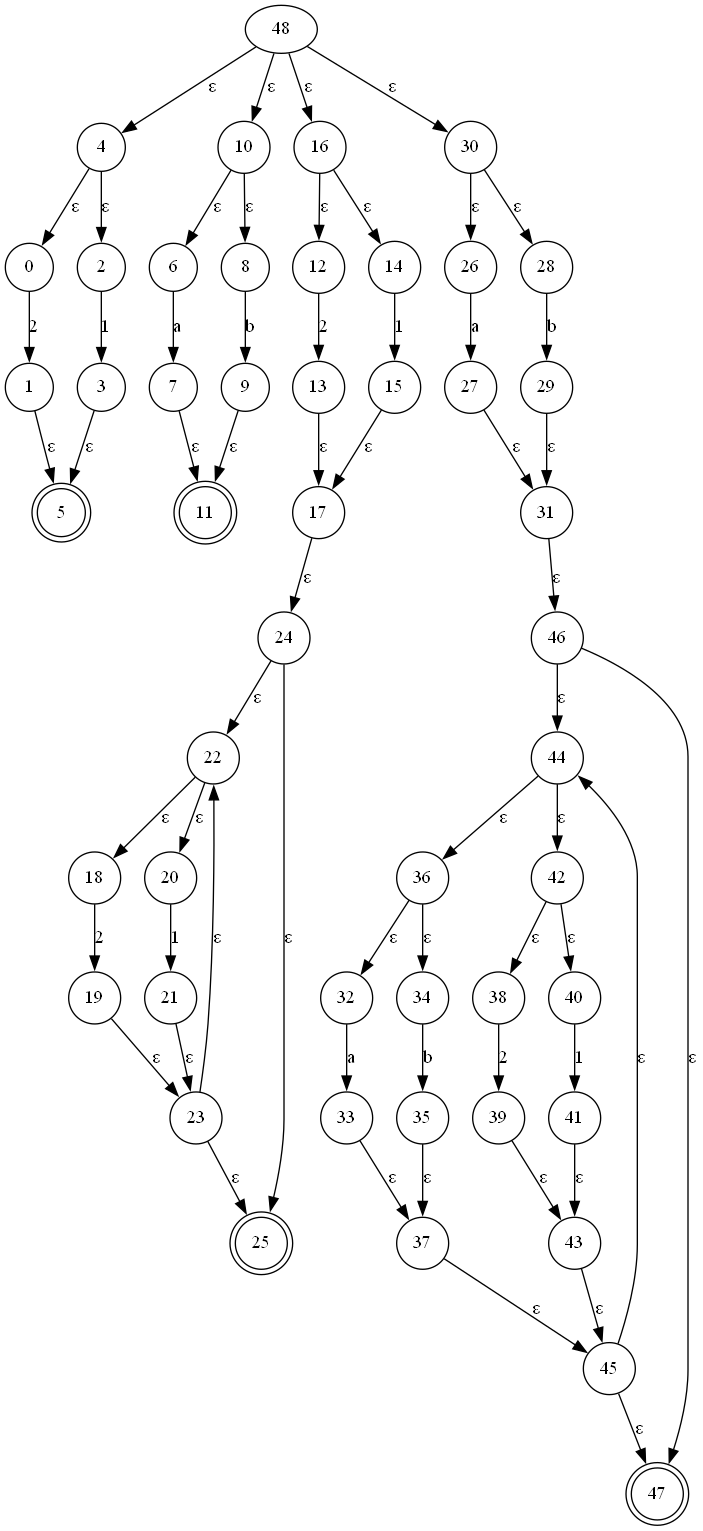 48
ε ε ε ε
4 10 16 30
ε ε ε ε ε ε ε ε
0 2 6 8 12 14 26 28
2 1 a b 2 1 a b
1 3 7 9 13 15 27 29
ε ε ε ε ε ε ε ε
5 11 17 31
ε ε
24 46
ε ε
22 44
ε ε ε ε
18 20 36 42
2 1 ε ε ε ε ε
19 21 32 34 38 40
ε ε a b 2 1 ε ε
23 33 35 39 41
ε ε ε ε ε
25 37 43
ε ε
45
ε
47